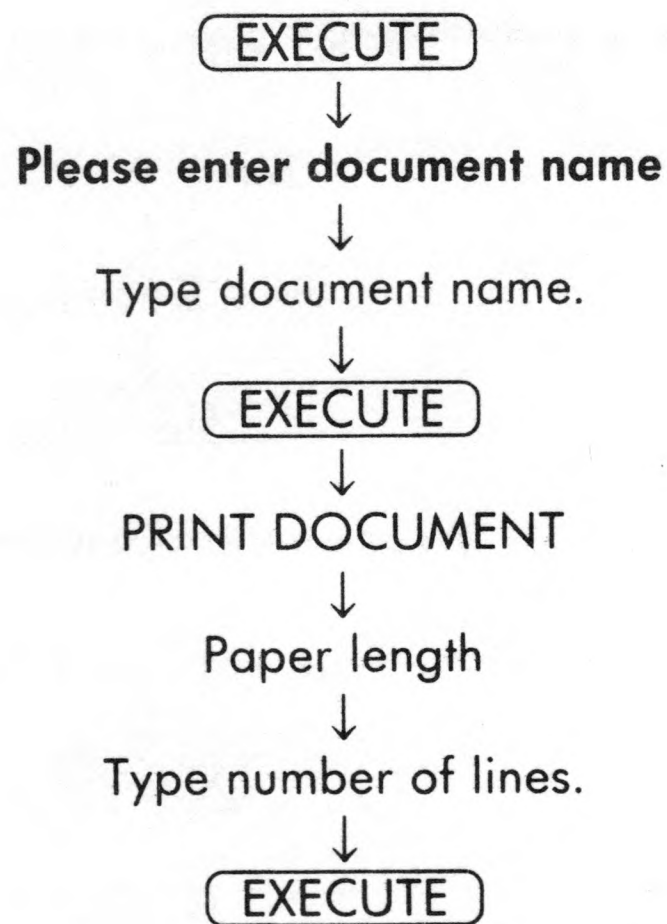 EXECUTE
Please enter document name
Type document name.
EXECUTE
PRINT DOCUMENT
Paper length
Type number of lines.
EXECUTE